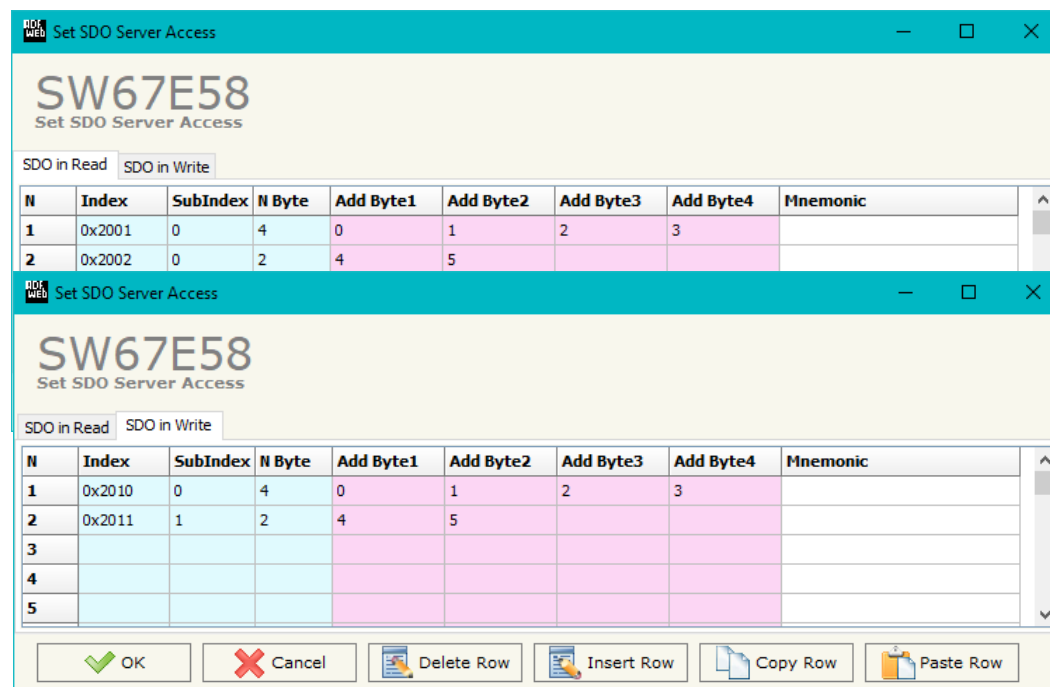 ADF WEB Set SDO Server Access
SW67E58
Set SDO Server Access
SDO in Read SDO in Write
N Index SubIndex N Byte Add Byte1 Add Byte2 Add Byte3 Add Byte4 Mnemonic
1 0x2001 0 4 0 1 2 3
2 0x2002 0 2 4 5
ADF WEB Set SDO Server Access
SW67E58
Set SDO Server Access
SDO in Read SDO in Write
N Index SubIndex N Byte Add Byte1 Add Byte2 Add Byte3 Add Byte4 Mnemonic
1 0x2010 0 4 0 1 2 3
2 0x2011 1 2 4 5
3
4
5
OK Cancel Delete Row Insert Row Copy Row Paste Row